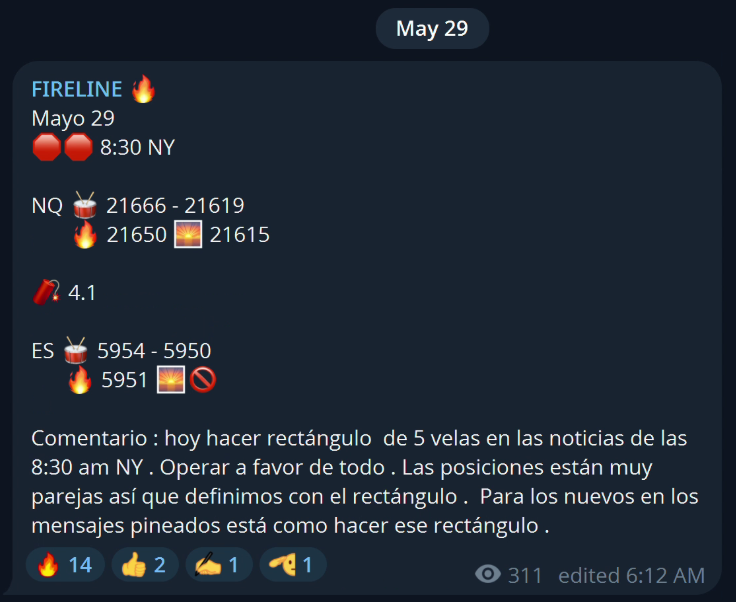 May 29
FIRELINE 🔥
Mayo 29
🛑🛑 8:30 NY
NQ 🥁 21666 - 21619
🔥 21650 🌅 21615
🧨 4.1
ES 🥁 5954 - 5950
🔥 5951 🌅🚫
Comentario : hoy hacer rectángulo  de 5 velas en las noticias de las
8:30 am NY . Operar a favor de todo . Las posiciones están muy
parejas así que definimos con el rectángulo .  Para los nuevos en los
mensajes pineados está como hacer ese rectángulo .
🔥 14 👍 2 ✍️ 1 🫰 1
311 edited 6:12 AM